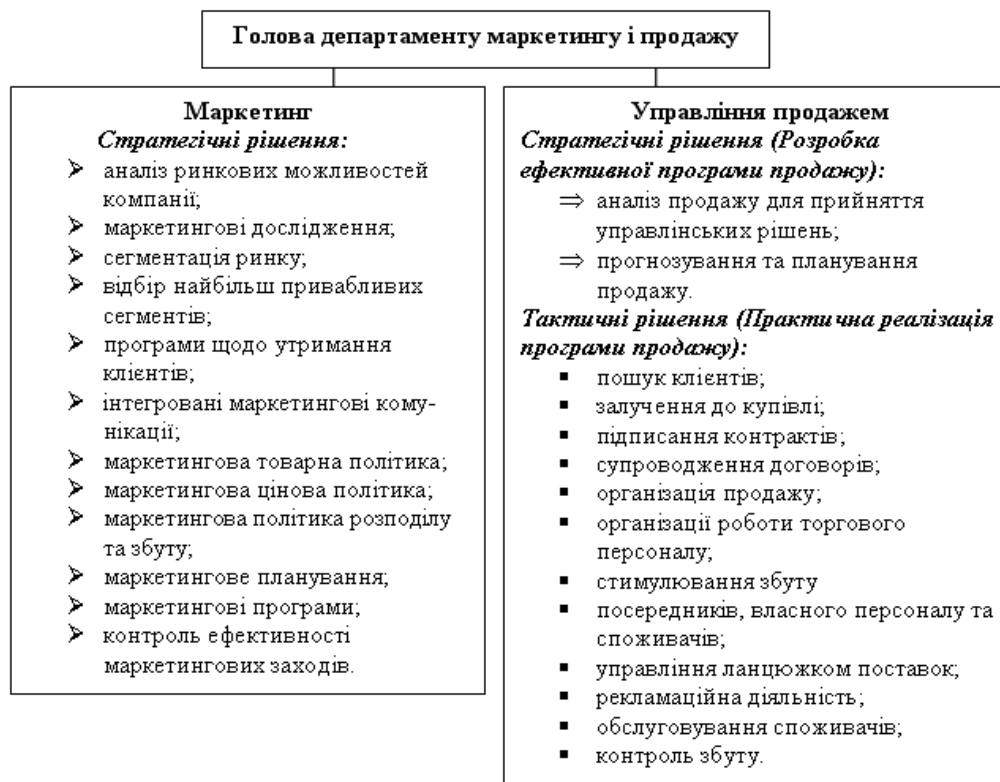 Голова департаменту маркетингу і продажу
Маркетинг
Стратегічні рішення:
➤ аналіз ринкових можливостей
компанії;
➤ маркетингові дослідження;
➤ сегментація ринку;
➤ відбір найбільш привабливих
сегментів;
➤ програми щодо утримання
клієнтів;
➤ інтегровані маркетингові кому-
нікації;
➤ маркетингова товарна політика;
➤ маркетингова цінова політика;
➤ маркетингова політика розподілу
та збуту;
➤ маркетингове планування;
➤ маркетингові програми;
➤ контроль ефективності
маркетингових заходів.
Управління продажем
Стратегічні рішення (Розробка
ефективної програми продажу):
⇒ аналіз продажу для прийняття
управлінських рішень;
⇒ прогнозування та планування
продажу.
Тактичні рішення (Практична реалізація
програми продажу):
▪ пошук клієнтів;
▪ залучення до купівлі;
▪ підписання контрактів;
▪ супроводження договорів;
▪ організація продажу;
▪ організації роботи торгового
персоналу;
▪ стимулювання збуту
▪ посередників, власного персоналу та
споживачів;
▪ управління ланцюжком поставок;
▪ рекламаційна діяльність;
▪ обслуговування споживачів;
▪ контроль збуту.